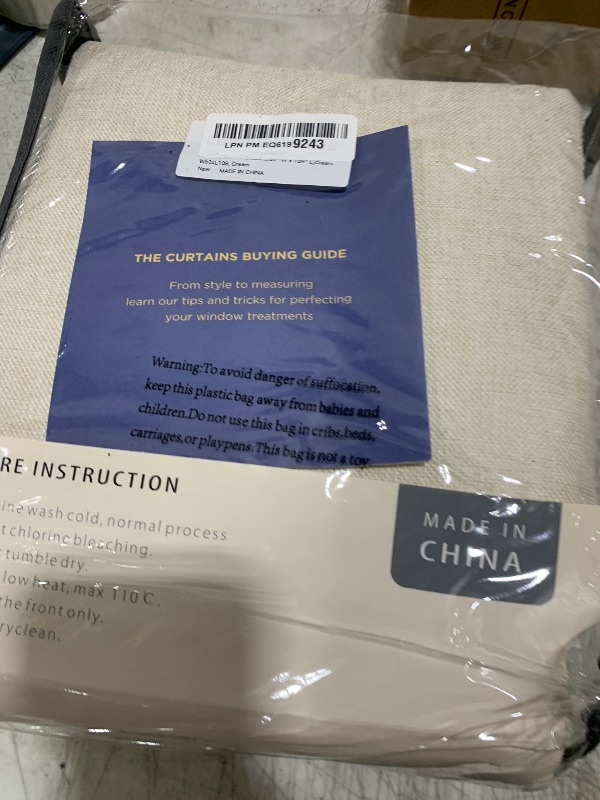 LPN PM EQ6199243
W52xL108, Cream
New MADE IN CHINA
THE CURTAINS BUYING GUIDE
From style to measuring
learn our tips and tricks for perfecting
your window treatments
Warning:To avoid danger of suffocation,
keep this plastic bag away from babies and
children.Do not use this bag in cribs,beds,
carriages,or playpens.This bag is not a toy.
RE INSTRUCTION
ine wash cold, normal process
t chlorine bleaching.
tumble dry.
low heat, max 110℃.
the front only.
ryclean.
MADE IN
CHINA